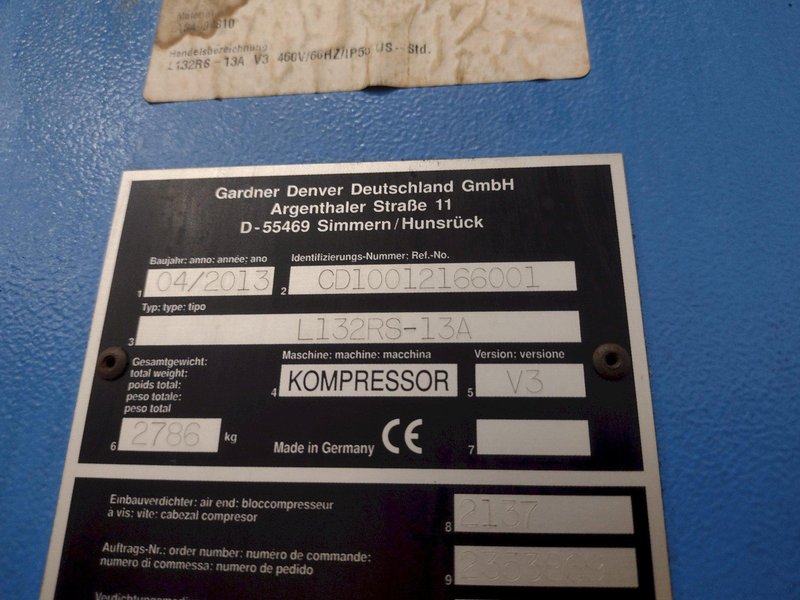 Material
Handelsbezeichnung
L132RS-13A V3 460V/60HZ/IP55 US-Std.
Gardner Denver Deutschland GmbH
Argenthaler Straße 11
D-55469 Simmern/Hunsrück
Baujahr: anno: année: ano
Identifizierungs-Nummer: Ref.-No.
1 04/2013
2 CD10012166001
Typ: type: tipo
3 L132RS-13A
Gesamtgewicht:
total weight:
poids total:
peso totale:
peso total
Maschine: machine: macchina
Version: versione
4 KOMPRESSOR
5 V3
6 2786 kg
Made in Germany CE
7
Einbauverdichter: air end: bloccompresseur
à vis: vite: cabezal compresor
8 2137
Auftrags-Nr.: order number: numero de commande:
numero di commessa: numero de pedido
9